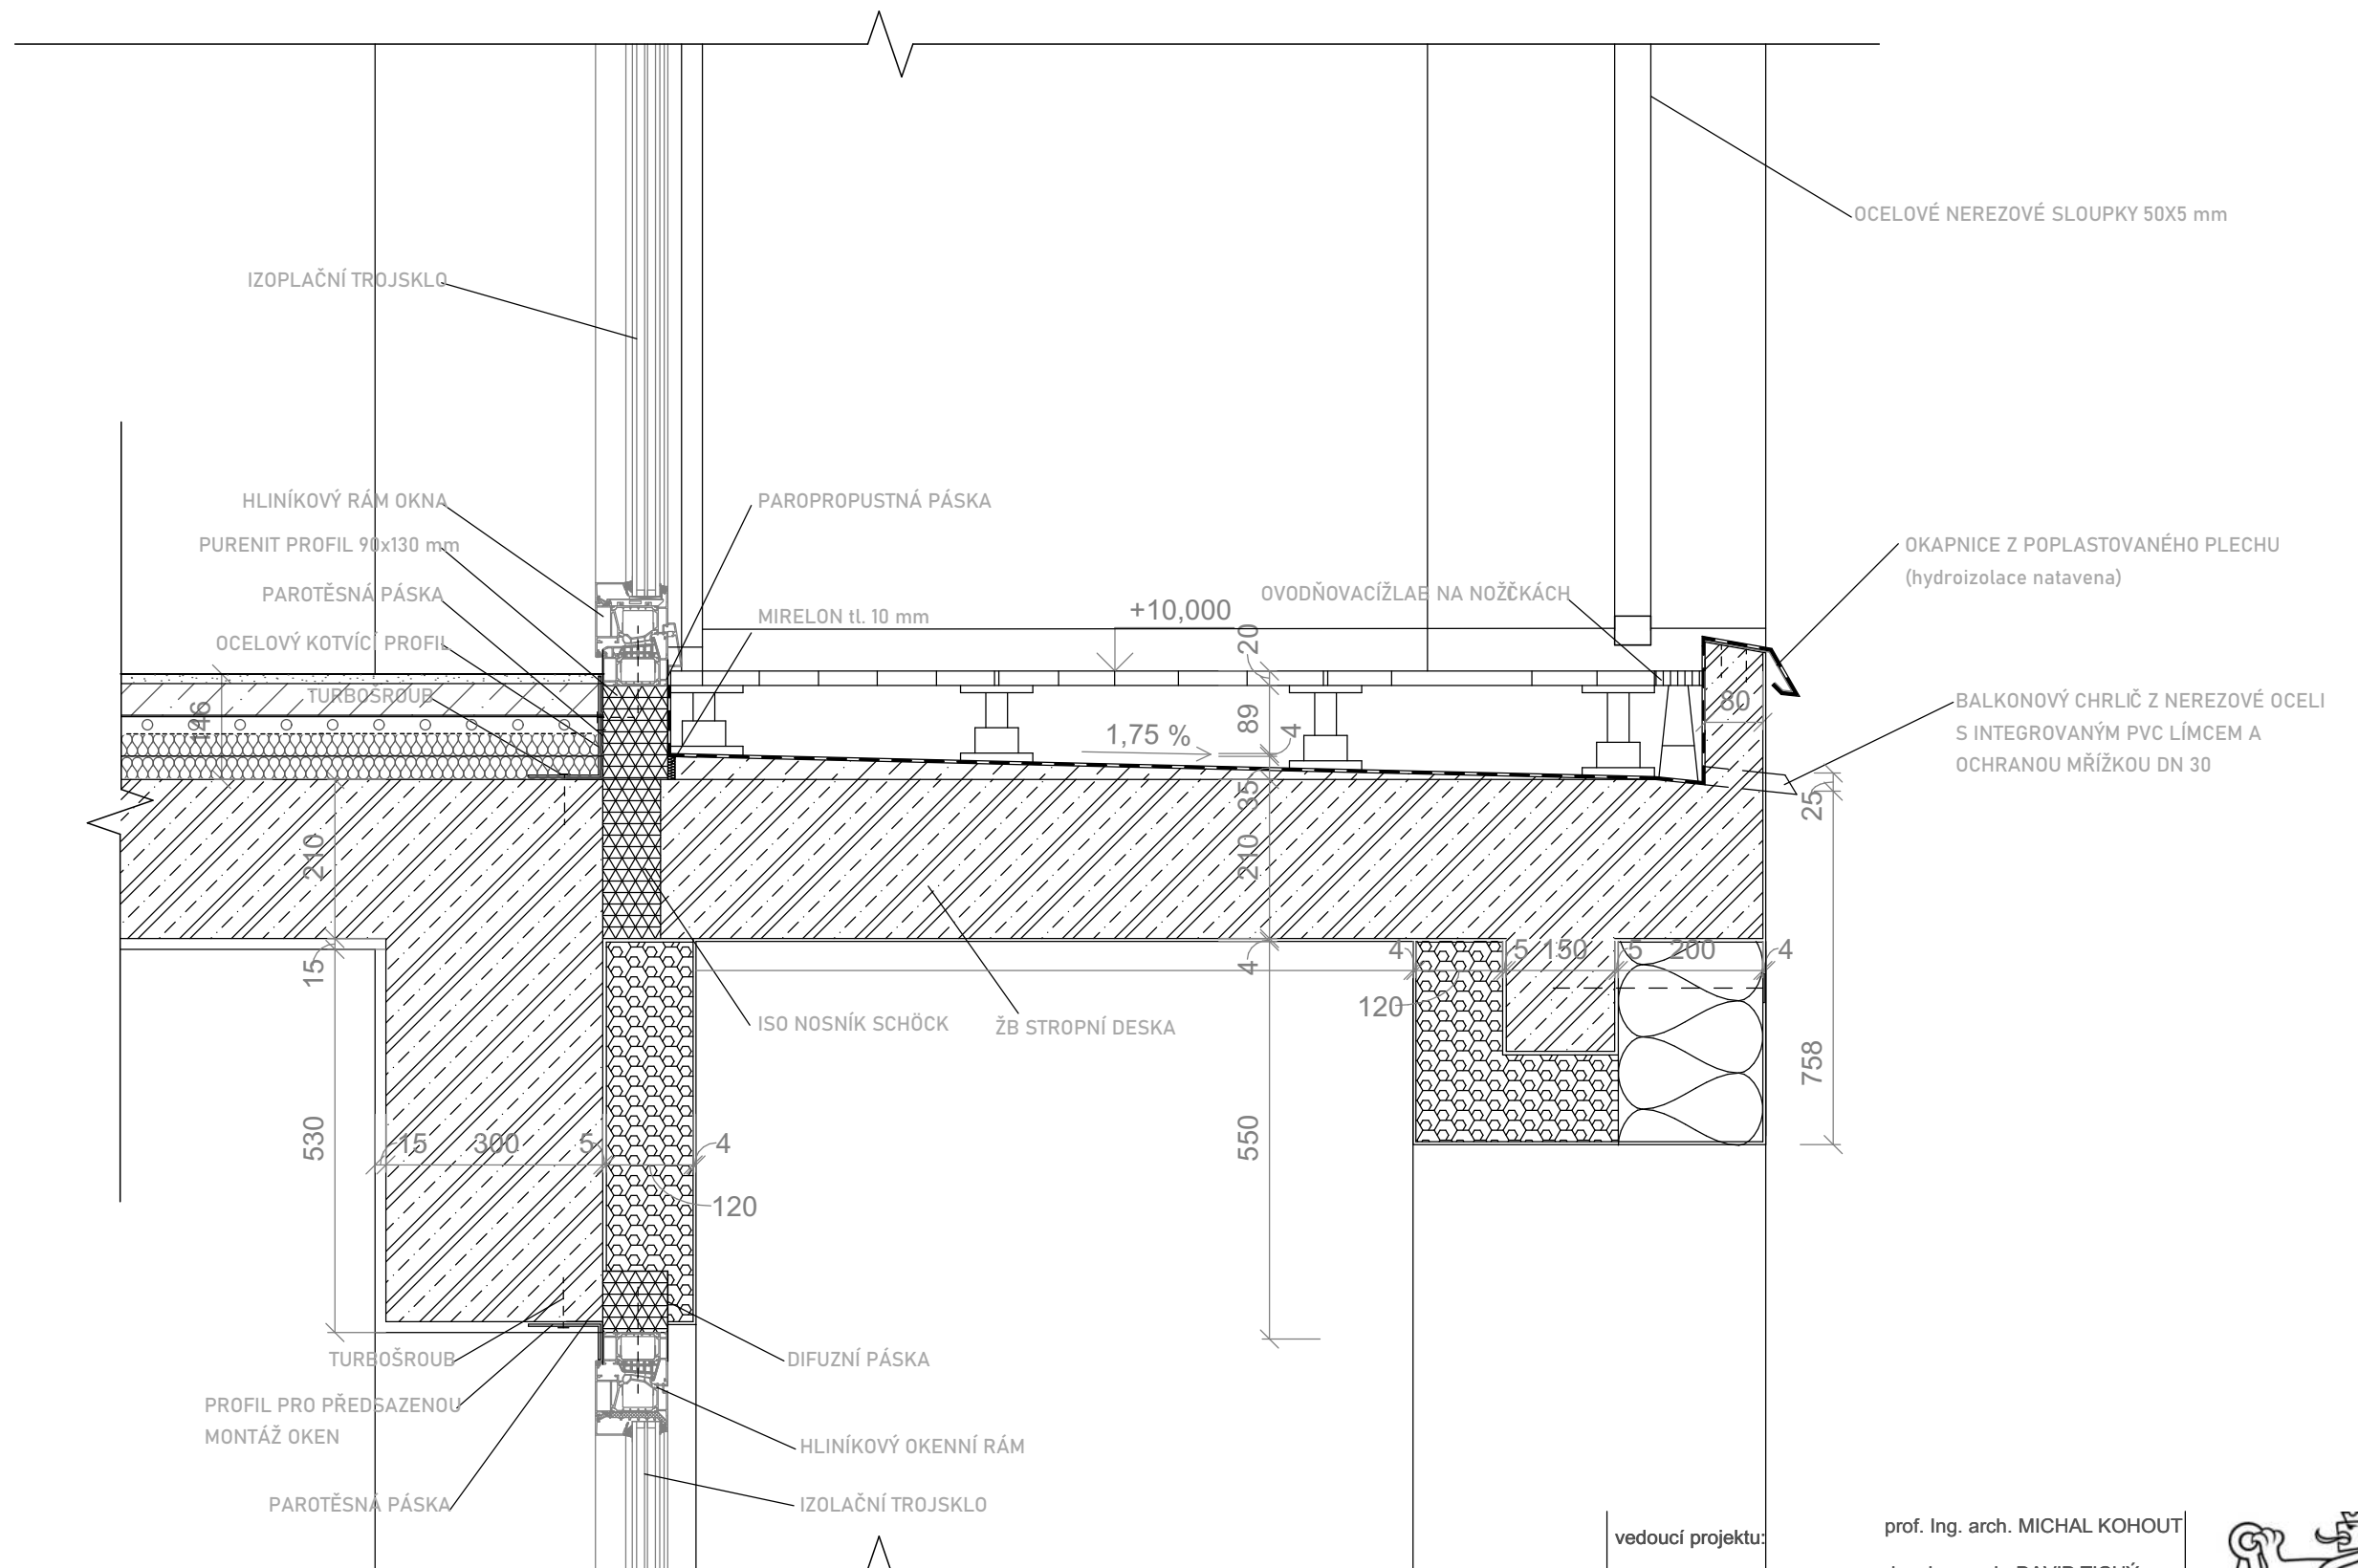 OCELOVÉ NEREZOVÉ SLOUPKY 50X5 mm
IZOPLAČNÍ TROJSKLO
HLINÍKOVÝ RÁM OKNA
PAROPROPUSTNÁ PÁSKA
PURENIT PROFIL 90x130 mm
OKAPNICE Z POPLASTOVANÉHO PLECHU
(hydroizolace natavena)
PAROTĚSNÁ PÁSKA
OVODŇOVACÍŽLAB NA NOŽČKÁCH
MIRELON tl. 10 mm
+10,000
OCELOVÝ KOTVÍCÍ PROFIL
20
TURBOŠROUB
146
89
4
1,75 %
80
BALKONOVÝ CHRLIČ Z NEREZOVÉ OCELI
S INTEGROVANÝM PVC LÍMCEM A
OCHRANOU MŘÍŽKOU DN 30
35
25
210
210
15
4
4
5
150
5
200
4
120
ISO NOSNÍK SCHÖCK
ŽB STROPNÍ DESKA
758
530
550
15
300
5
4
120
TURBOŠROUB
DIFUZNÍ PÁSKA
PROFIL PRO PŘEDSAZENOU
MONTÁŽ OKEN
HLINÍKOVÝ OKENNÍ RÁM
PAROTĚSNÁ PÁSKA
IZOLAČNÍ TROJSKLO
vedoucí projektu:
prof. Ing. arch. MICHAL KOHOUT